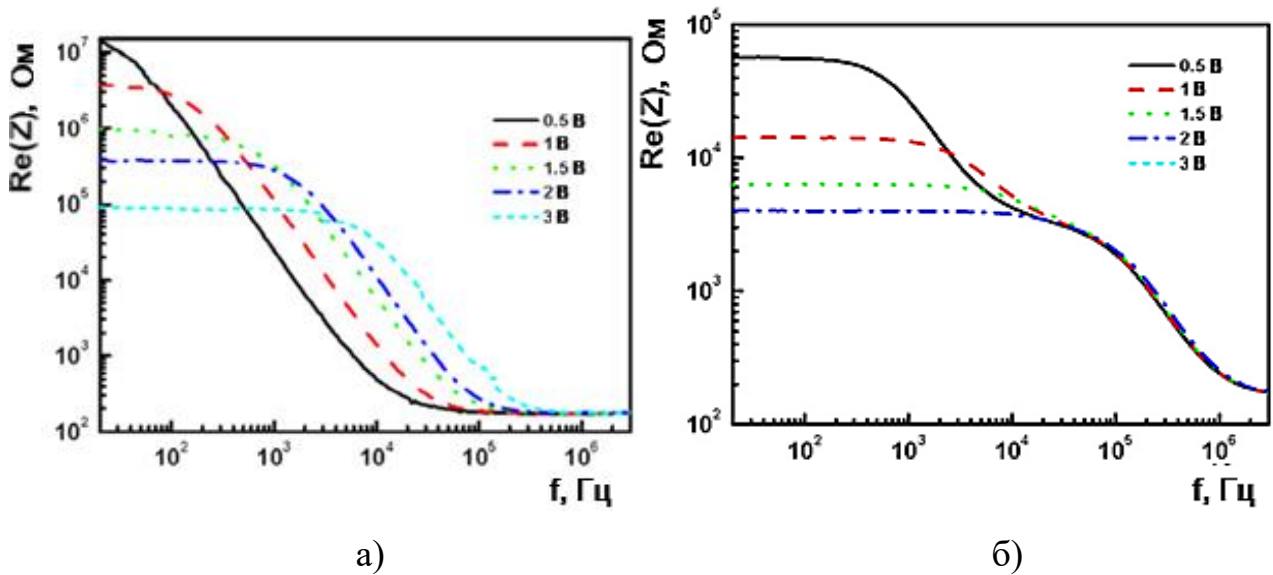 Re(Z), Ом
10⁷
10⁶
10⁵
10⁴
10³
10²
0.5 В
1В
1.5 В
2 В
3 В
10² 10³ 10⁴ 10⁵ 10⁶
f, Гц
а)
Re(Z), Ом
10⁵
10⁴
10³
10²
0.5 В
1 В
1.5 В
2 В
3 В
10² 10³ 10⁴ 10⁵ 10⁶
f, Гц
б)